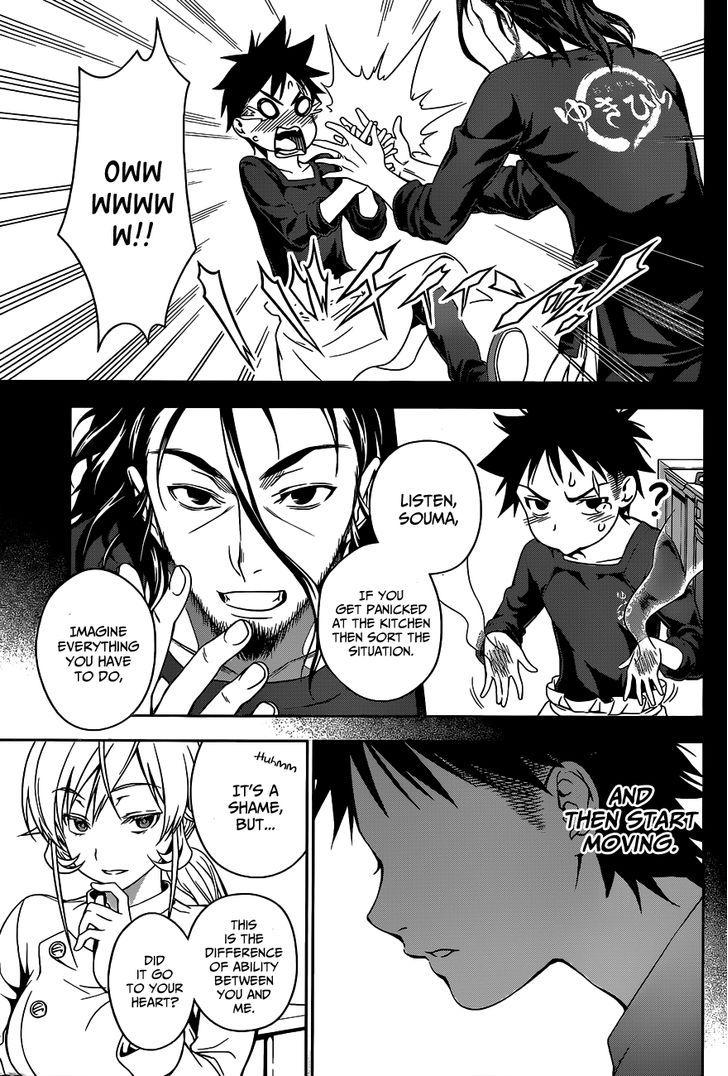 OWW
WWWW
W!!
ゆきひら
LISTEN,
SOUMA,
?
IF YOU
GET PANICKED
AT THE KITCHEN
THEN SORT THE
SITUATION.
IMAGINE
EVERYTHING
YOU HAVE
TO DO,
AND
THEN START
MOVING.
Huhmm
IT'S A
SHAME,
BUT...
THIS
IS THE
DIFFERENCE
OF ABILITY
BETWEEN
YOU AND
ME.
DID
IT GO
TO YOUR
HEART?